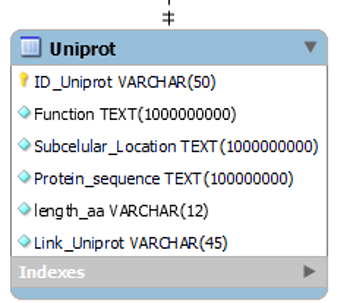 Uniprot
ID_Uniprot VARCHAR(50)
Function TEXT(1000000000)
Subcelular_Location TEXT(1000000000)
Protein_sequence TEXT(100000000)
length_aa VARCHAR(12)
Link_Uniprot VARCHAR(45)
Indexes